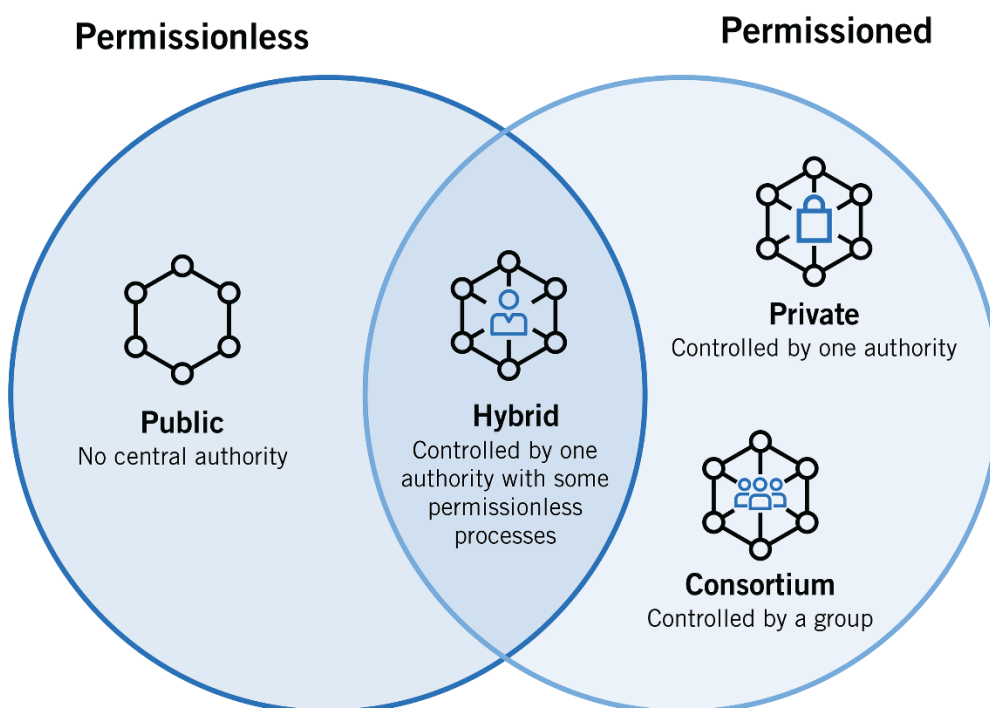 Permissionless
Permissioned
Public
No central authority
Hybrid
Controlled by one
authority with some
permissionless
processes
Private
Controlled by one authority
Consortium
Controlled by a group